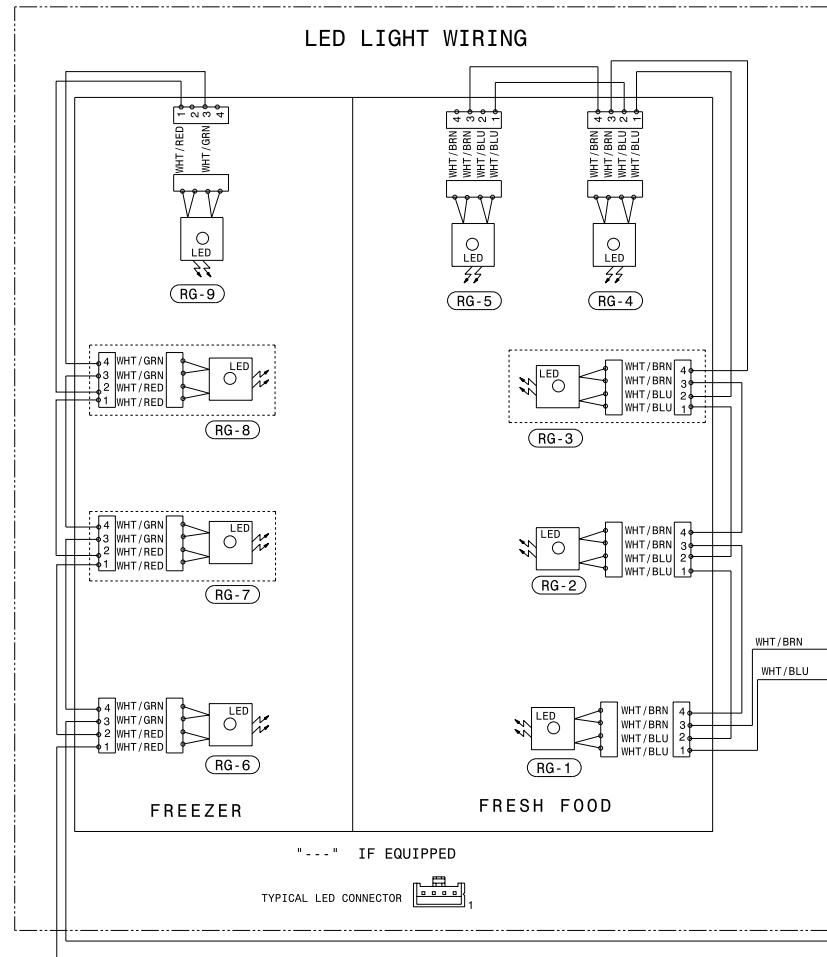 LED LIGHT WIRING
1 2 3 4
WHT/RED
WHT/GRN
LED
RG-9
4 3 2 1
WHT/BRN
WHT/BRN
WHT/BLU
WHT/BLU
LED
RG-5
4 3 2 1
WHT/BRN
WHT/BRN
WHT/BLU
WHT/BLU
LED
RG-4
4 WHT/GRN
3 WHT/GRN
2 WHT/RED
1 WHT/RED
LED
RG-8
LED
WHT/BRN 4
WHT/BRN 3
WHT/BLU 2
WHT/BLU 1
RG-3
4 WHT/GRN
3 WHT/GRN
2 WHT/RED
1 WHT/RED
LED
RG-7
LED
WHT/BRN 4
WHT/BRN 3
WHT/BLU 2
WHT/BLU 1
RG-2
WHT/BRN
WHT/BLU
4 WHT/GRN
3 WHT/GRN
2 WHT/RED
1 WHT/RED
LED
RG-6
LED
WHT/BRN 4
WHT/BRN 3
WHT/BLU 2
WHT/BLU 1
RG-1
FREEZER
FRESH FOOD
"---" IF EQUIPPED
TYPICAL LED CONNECTOR
1